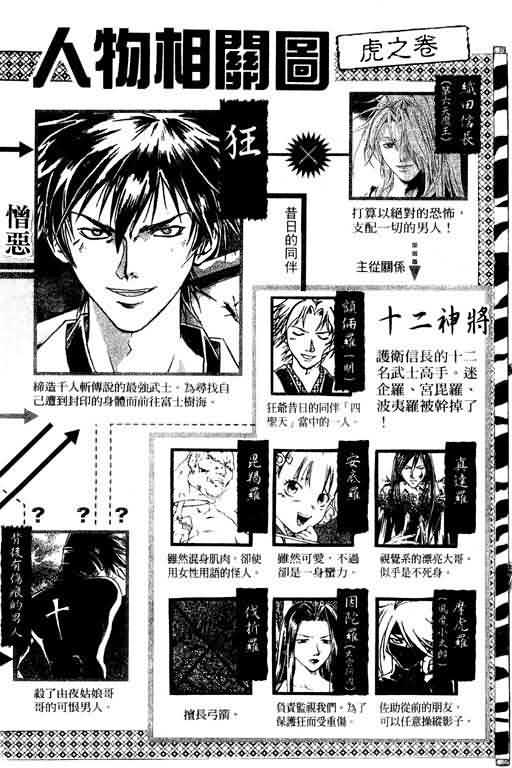 人物相關圖
虎之卷
狂
憎惡
締造千人斬傳說的最強武士。為尋找自
己遭到封印的身體而前往富士樹海。
織田信長
(第六天魔王)
打算以絕對的恐怖，
支配一切的男人！
主從關係
昔日的同伴
十二神將
護衛信長的十二
名武士高手。迷
企羅、宮毘羅、
波夷羅被幹掉了
！
額倆羅(明)
狂爺昔日的同伴「四
聖天」當中的一人。
毘羯羅
雖然混身肌肉。卻使
用女性用語的怪人。
安底羅
雖然可愛，不過
卻是一身蠻力。
真達羅
視覺系的漂亮大哥。
似乎是不死身。
伐折羅
擅長弓箭。
因陀羅
負責監視我們。為了
保護狂而受重傷。
摩虎羅
佐助從前的朋友，
可以任意操縱影子。
? ? ?
背後有傷痕的男人
殺了由夜姑娘哥
哥的可恨男人。